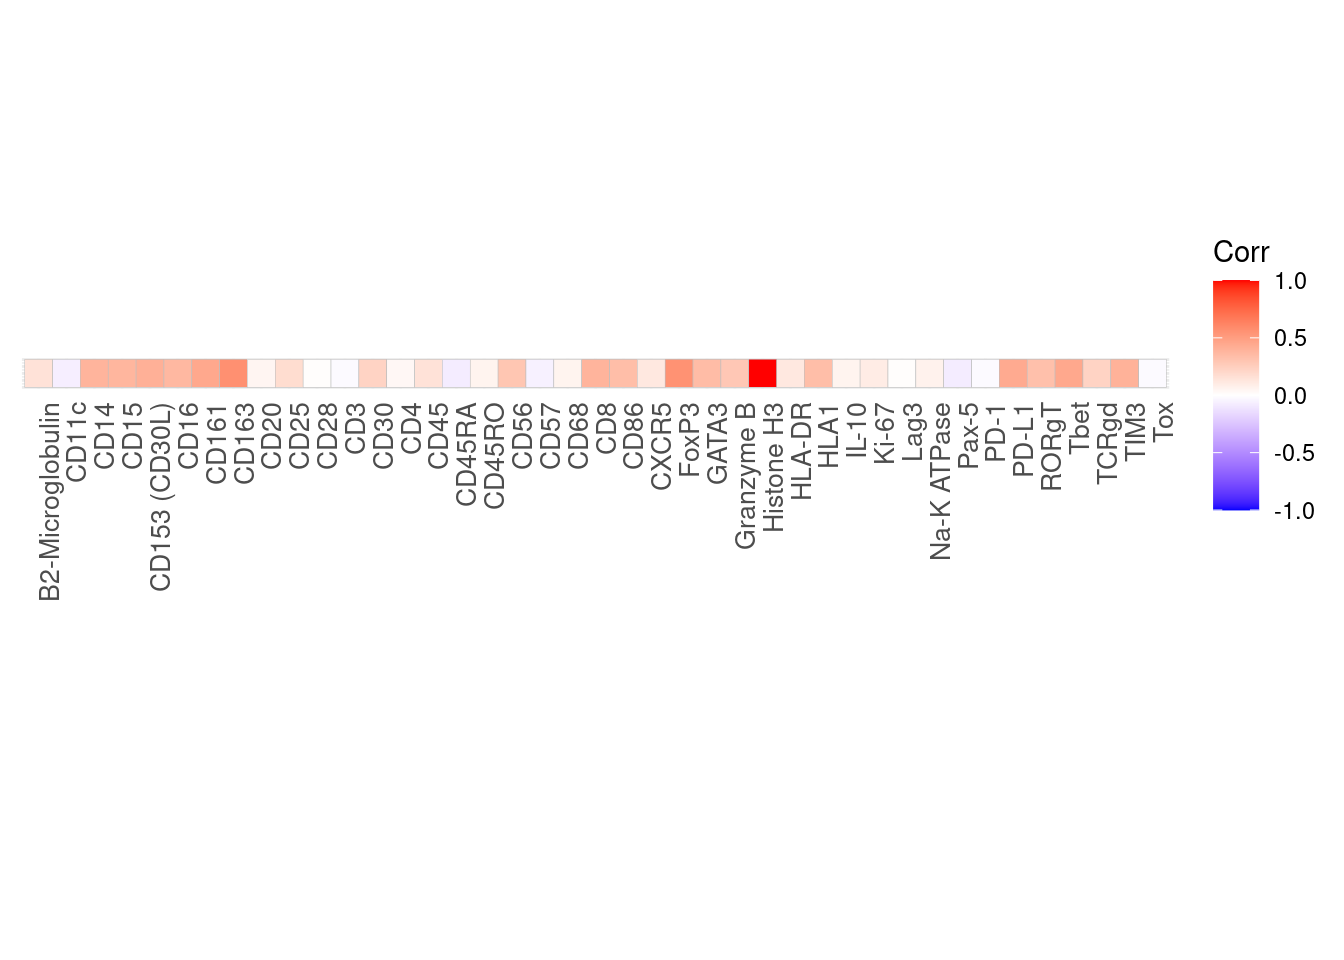 Corr
1.0
0.5
0.0
-0.5
-1.0
B2-Microglobulin
CD11c
CD14
CD15
CD153 (CD30L)
CD16
CD161
CD163
CD20
CD25
CD28
CD3
CD30
CD4
CD45
CD45RA
CD45RO
CD56
CD57
CD68
CD8
CD86
CXCR5
FoxP3
GATA3
Granzyme B
Histone H3
HLA-DR
HLA1
IL-10
Ki-67
Lag3
Na-K ATPase
Pax-5
PD-1
PD-L1
RORgT
Tbet
TCRgd
TIM3
Tox